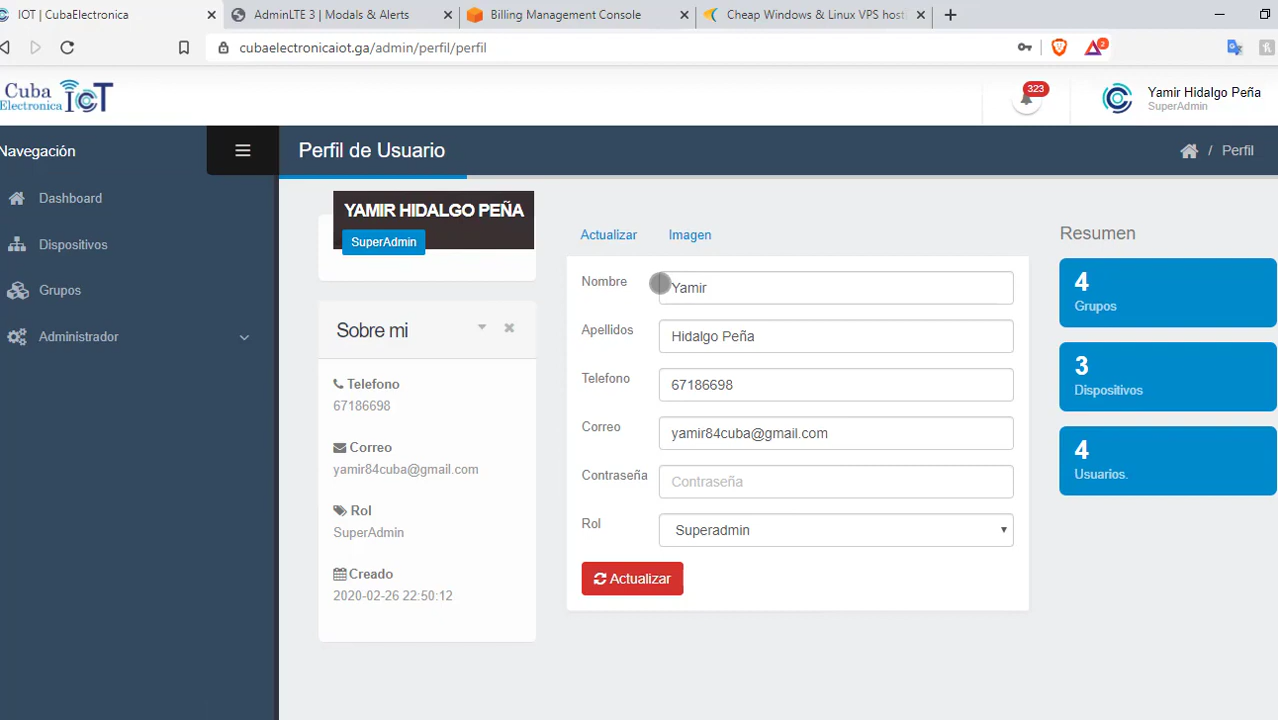 IOT | CubaElectronica
AdminLTE 3 | Modals & Alerts
Billing Management Console
Cheap Windows & Linux VPS host
cubaelectronicaiot.ga/admin/perfil/perfil
2
Cuba
Electronica
IoT
323
Yamir Hidalgo Peña
SuperAdmin
Navegación
Perfil de Usuario
/ Perfil
Dashboard
Dispositivos
Grupos
Administrador
YAMIR HIDALGO PEÑA
SuperAdmin
Sobre mi
Telefono
67186698
Correo
yamir84cuba@gmail.com
Rol
SuperAdmin
Creado
2020-02-26 22:50:12
Actualizar
Imagen
Nombre
Yamir
Apellidos
Hidalgo Peña
Telefono
67186698
Correo
yamir84cuba@gmail.com
Contraseña
Contraseña
Rol
Superadmin
Actualizar
Resumen
4
Grupos
3
Dispositivos
4
Usuarios.